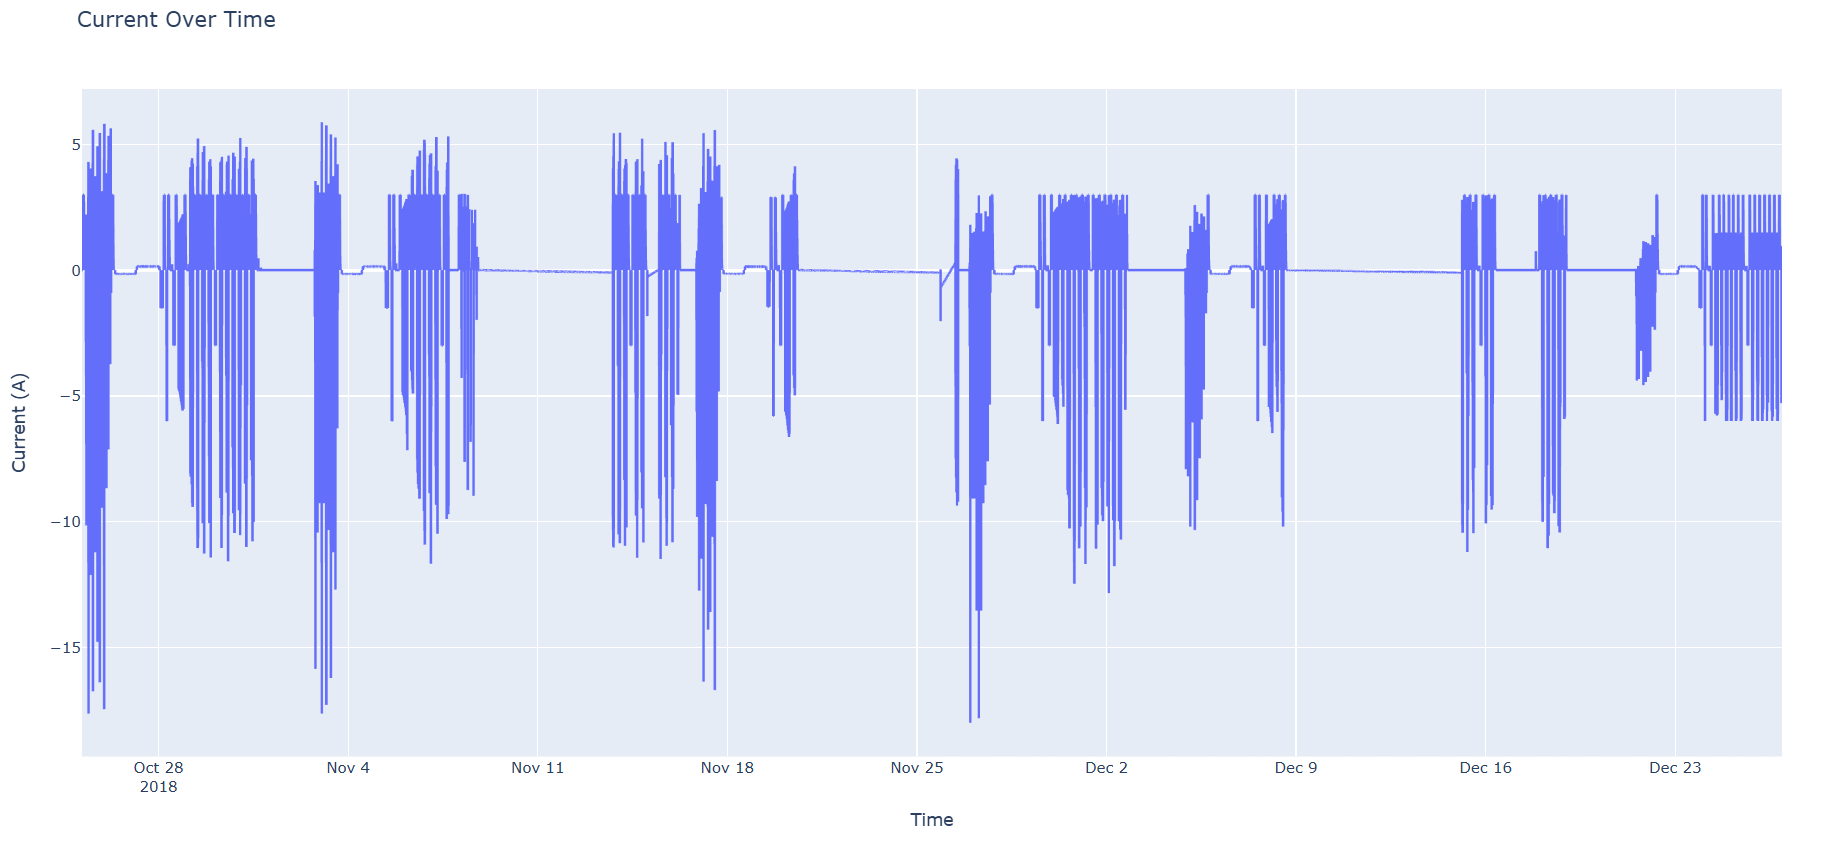 Current Over Time
5
0
−5
−10
−15
Current (A)
Oct 28
2018
Nov 4
Nov 11
Nov 18
Nov 25
Dec 2
Dec 9
Dec 16
Dec 23
Time